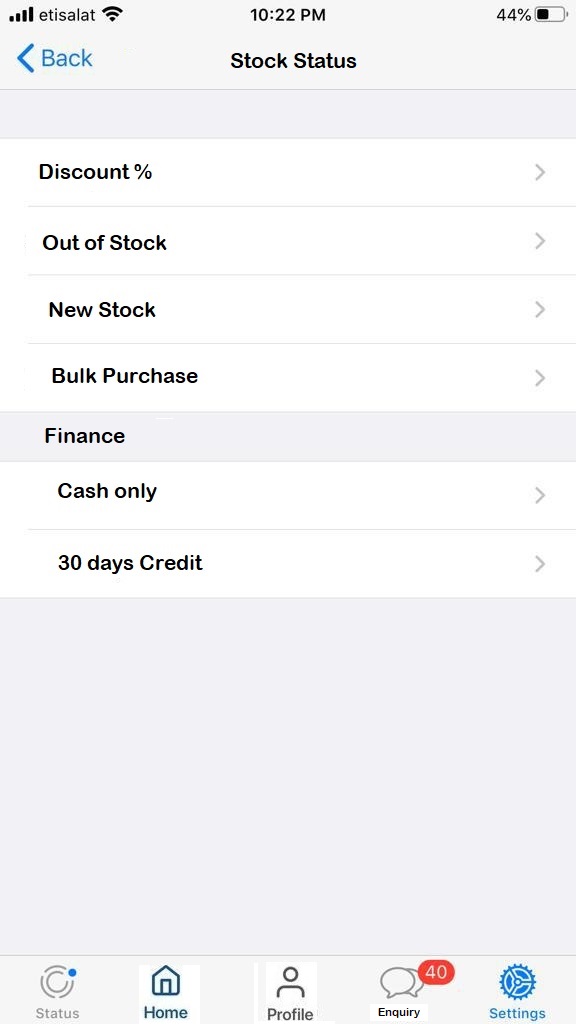 etisalat 10:22 PM 44%
Back Stock Status
Discount %
Out of Stock
New Stock
Bulk Purchase
Finance
Cash only
30 days Credit
40
Status Home Profile Enquiry Settings